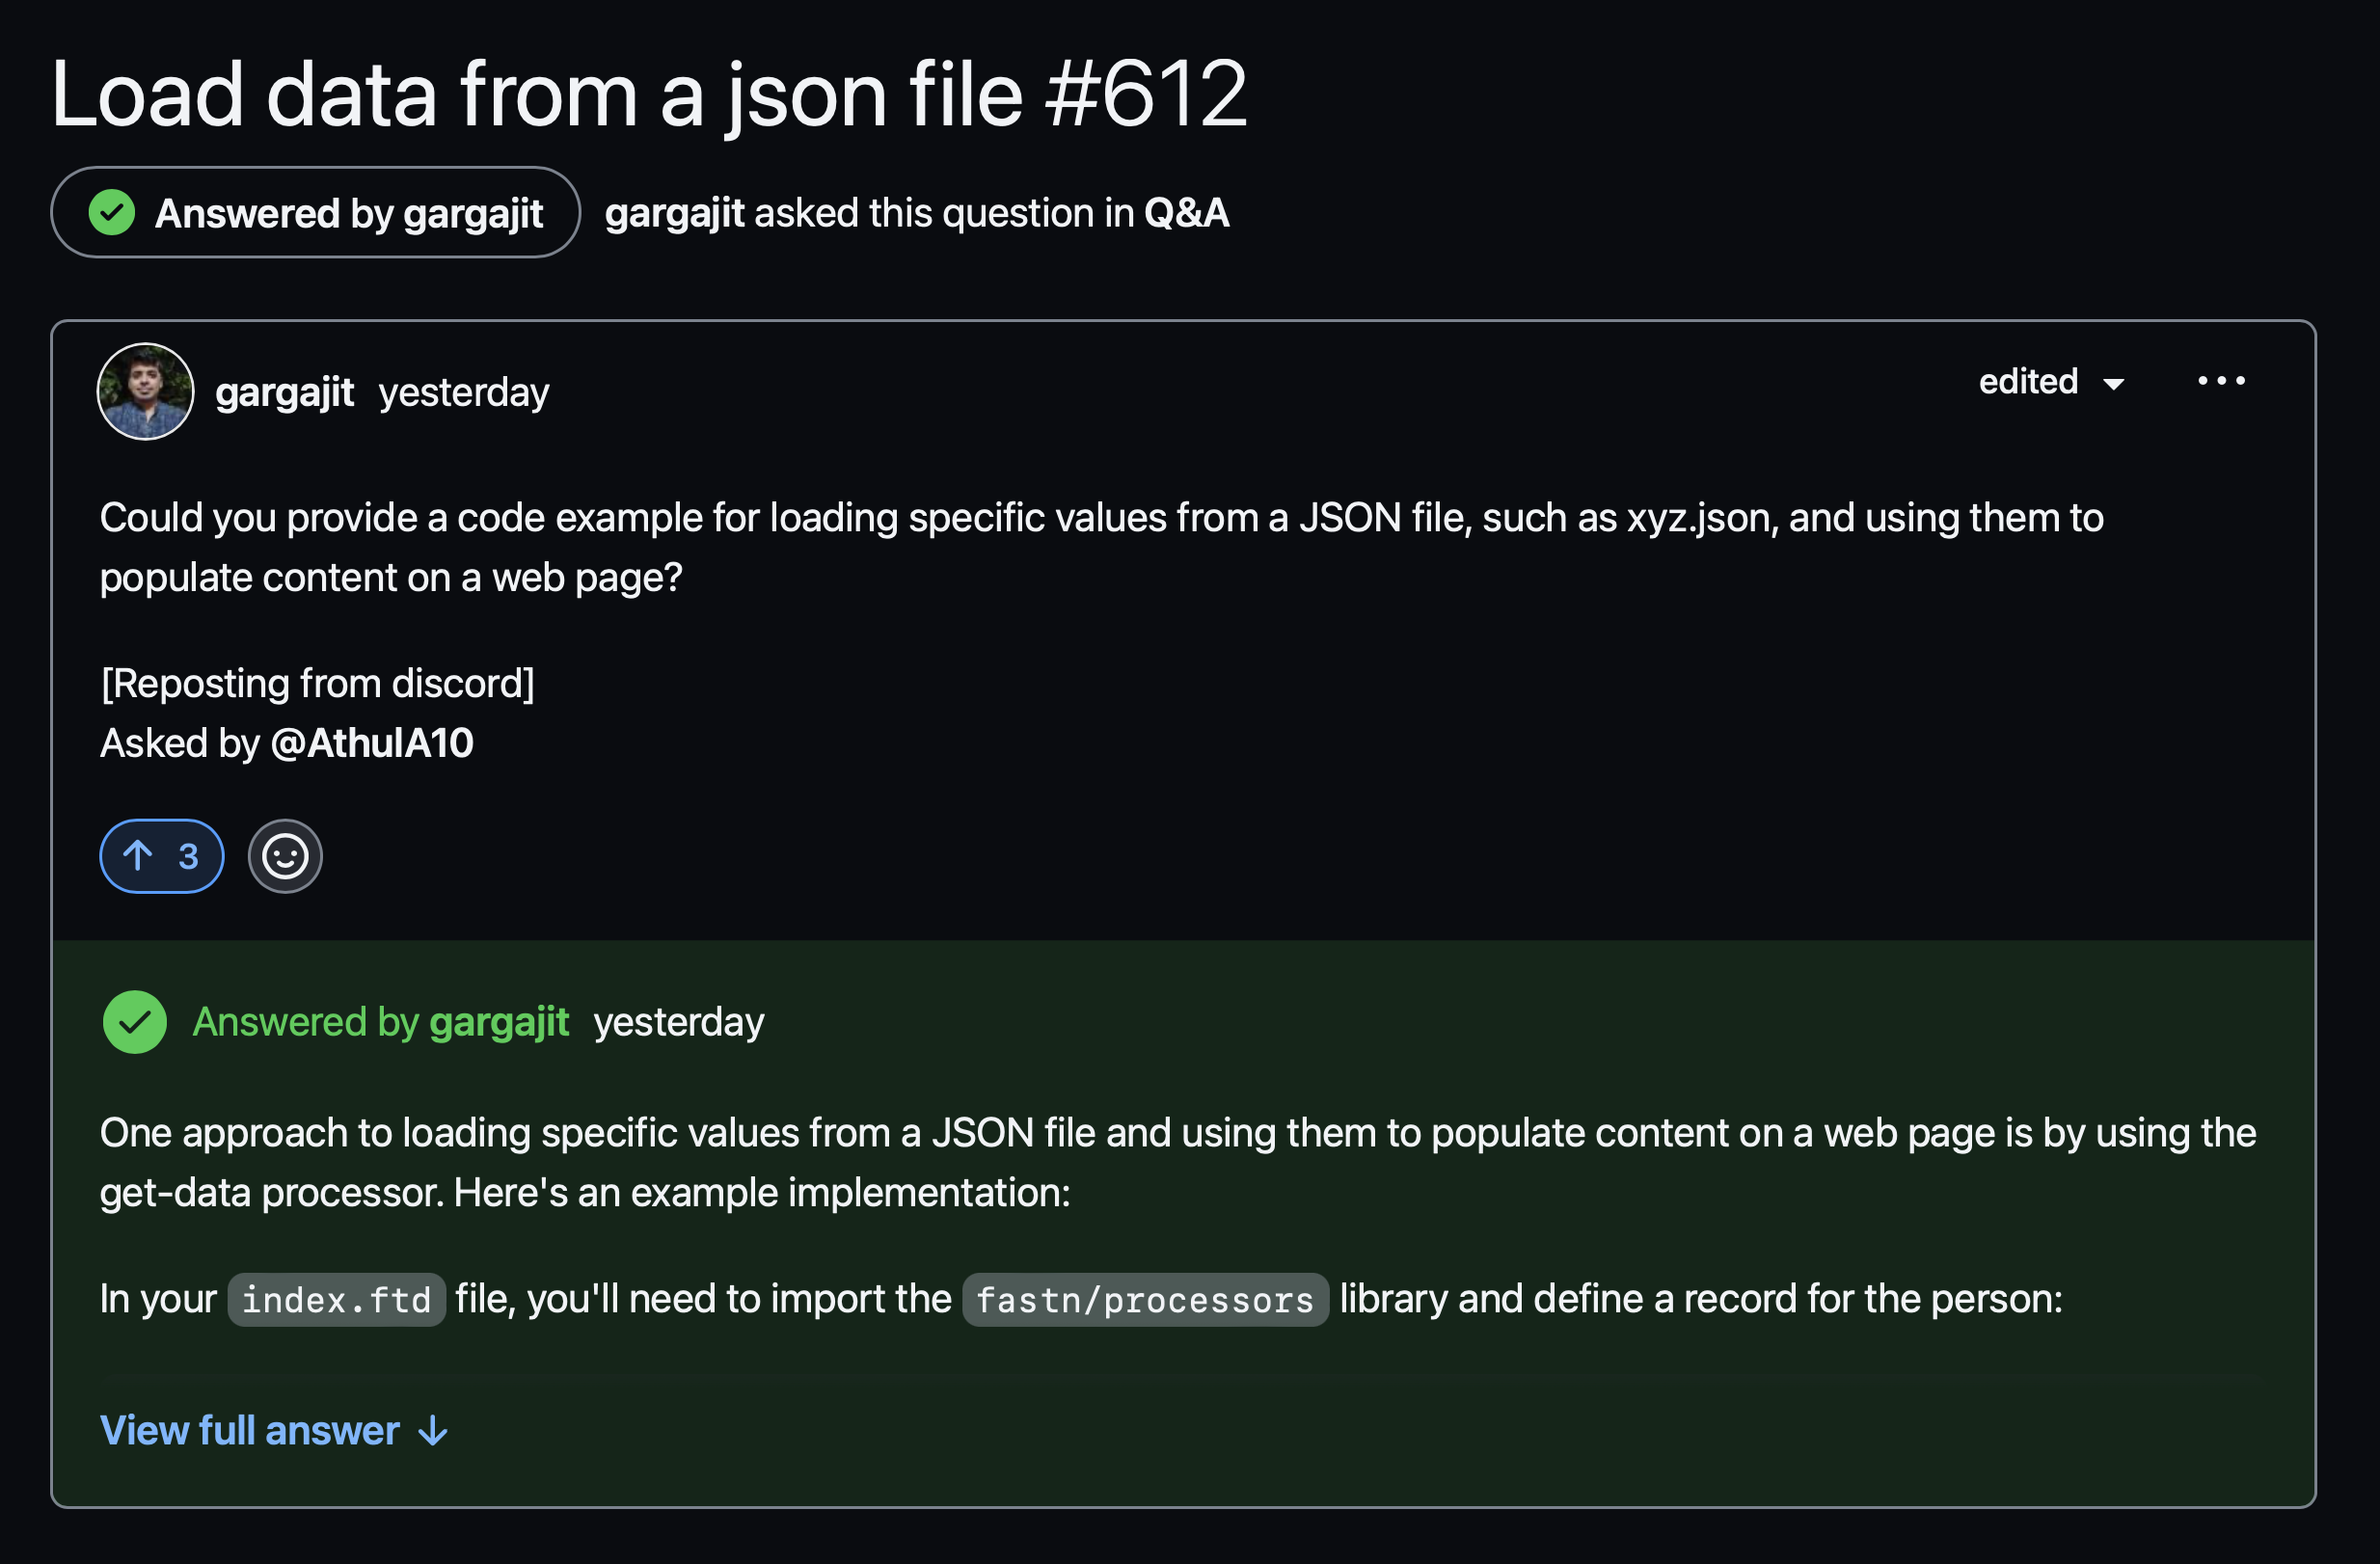 Load data from a json file #612
Answered by gargajit gargajit asked this question in Q&A
gargajit yesterday edited
Could you provide a code example for loading specific values from a JSON file, such as xyz.json, and using them to
populate content on a web page?
[Reposting from discord]
Asked by @AthulA10
3
Answered by gargajit yesterday
One approach to loading specific values from a JSON file and using them to populate content on a web page is by using the
get-data processor. Here's an example implementation:
In your index.ftd file, you'll need to import the fastn/processors library and define a record for the person:
View full answer